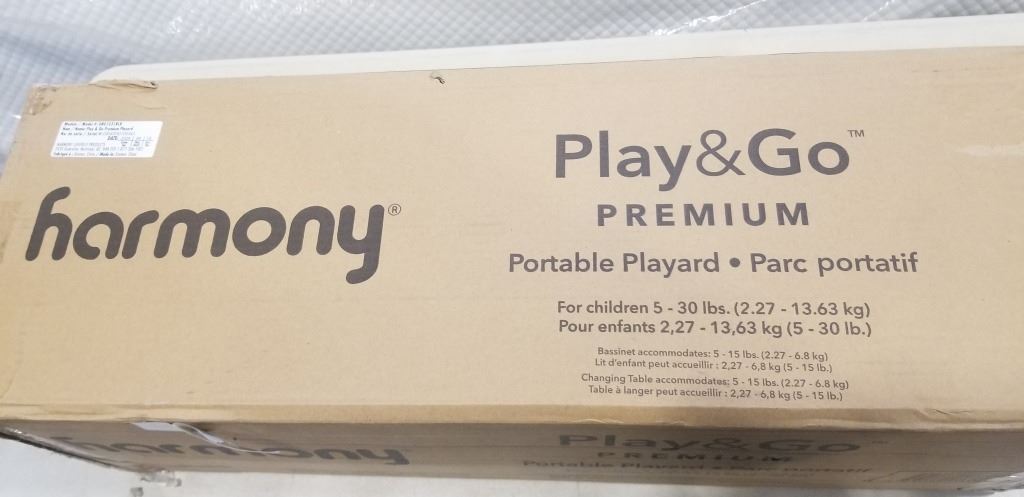 harmony®
Play&Go™
PREMIUM
Portable Playard • Parc portatif
For children 5 - 30 lbs. (2.27 - 13.63 kg)
Pour enfants 2,27 - 13,63 kg (5 - 30 lb.)
Bassinet accommodates: 5 - 15 lbs. (2.27 - 6.8 kg)
Lit d'enfant peut accueillir : 2,27 - 6,8 kg (5 - 15 lb.)
Changing Table accommodates: 5 - 15 lbs. (2.27 - 6.8 kg)
Table à langer peut accueillir : 2,27 - 6,8 kg (5 - 15 lb.)
harmony
Play&Go™
PREMIUM
Portable Playard portatif